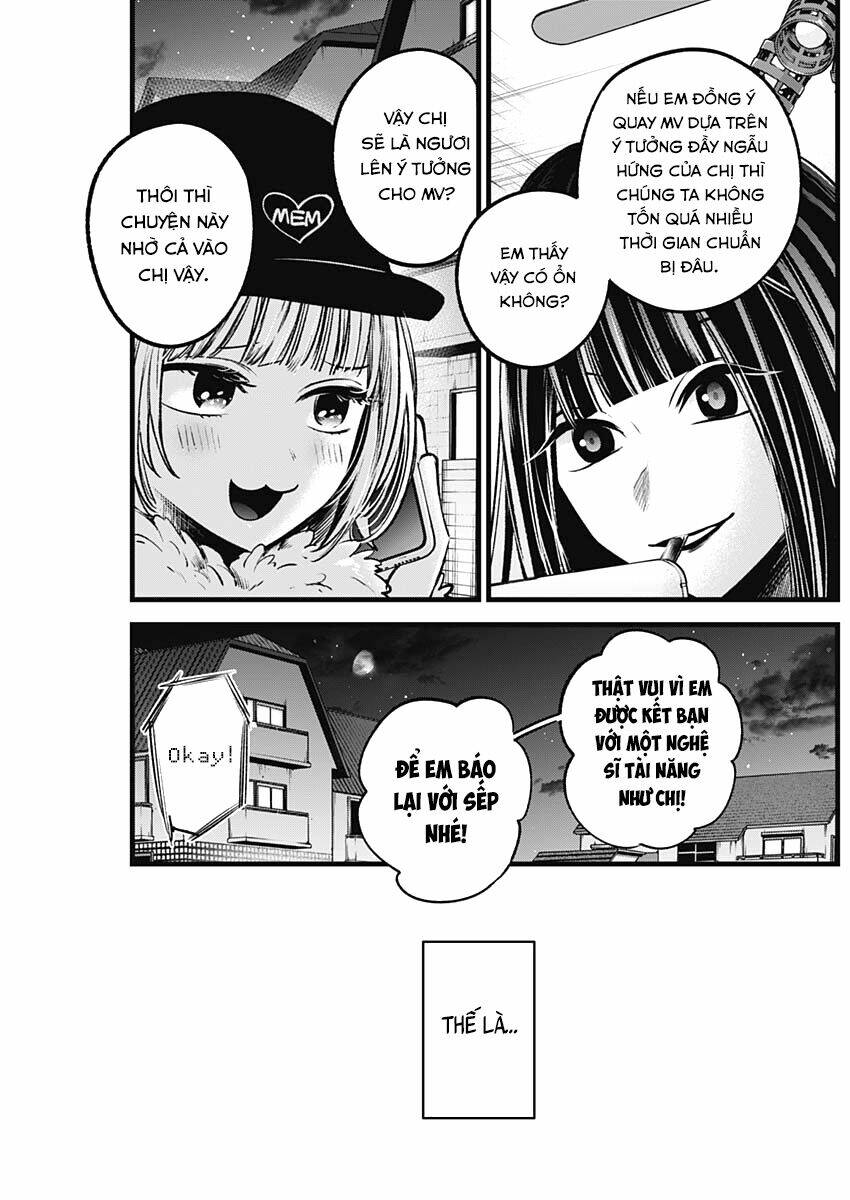 NẾU EM ĐỒNG Ý
QUAY MV DỰA TRÊN
Ý TƯỞNG ĐẦY NGẪU
HỨNG CỦA CHỊ THÌ
CHÚNG TA KHÔNG
TỐN QUÁ NHIỀU
THỜI GIAN CHUẨN
BỊ ĐÂU.
EM THẤY
VẬY CÓ ỔN
KHÔNG?
VẬY CHỊ
SẼ LÀ NGƯƠI
LÊN Ý TƯỞNG
CHO MV?
THÔI THÌ
CHUYỆN NÀY
NHỜ CẢ VÀO
CHỊ VẬY.
MEM
THẬT VUI VÌ EM
ĐƯỢC KẾT BẠN
VỚI MỘT NGHỆ
SĨ TÀI NĂNG
NHƯ CHỊ!
ĐỂ EM BÁO
LẠI VỚI SẾP
NHÉ!
Okay!
THẾ LÀ...